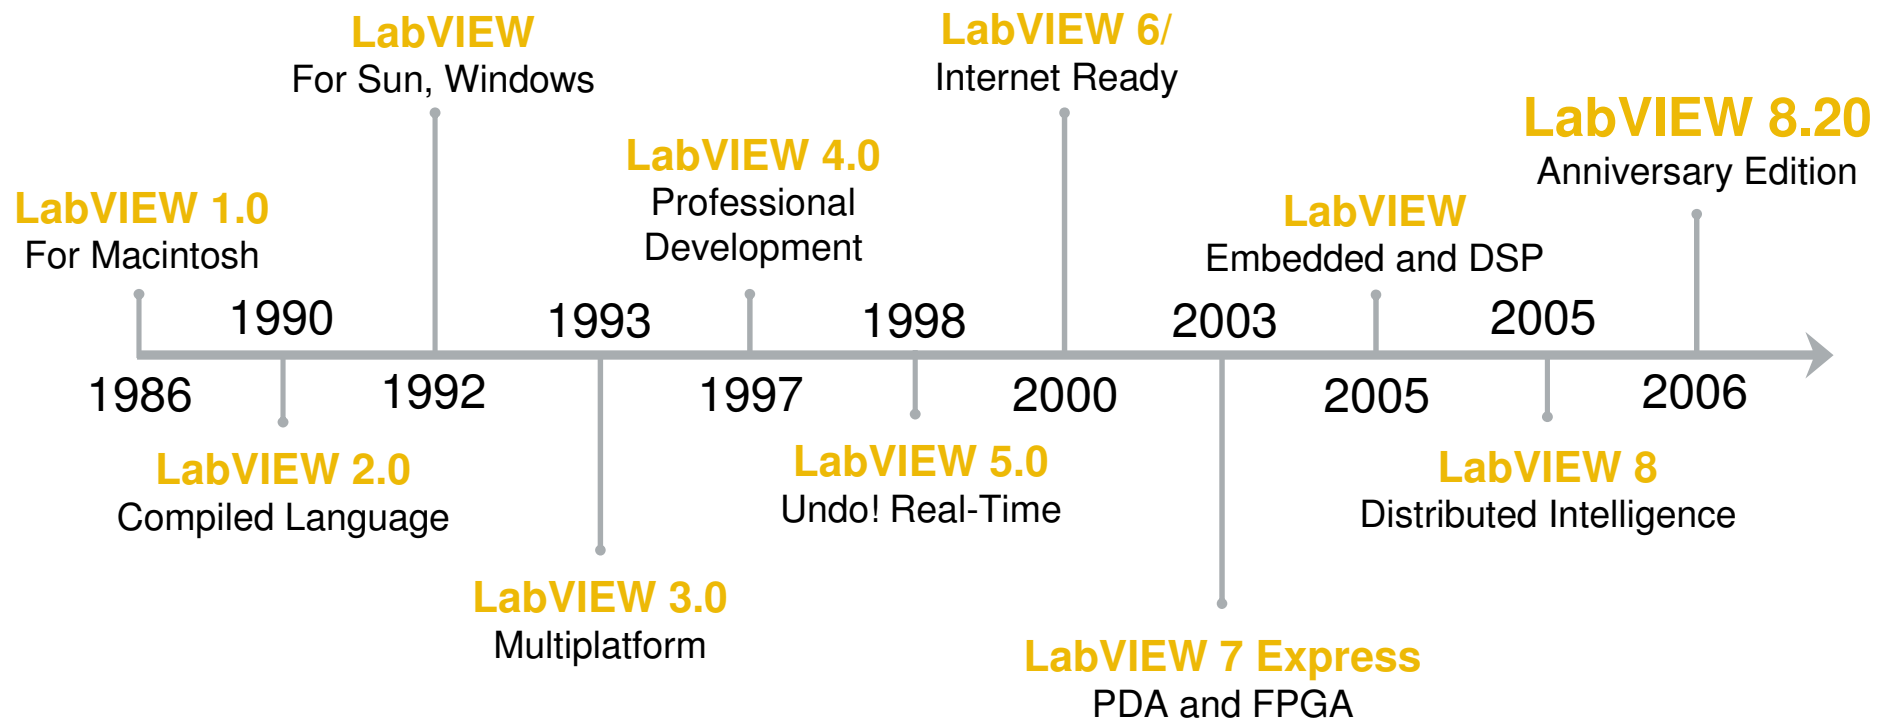 LabVIEW
For Sun, Windows
LabVIEW 6/
Internet Ready
LabVIEW 8.20
Anniversary Edition
LabVIEW 4.0
Professional
Development
LabVIEW 1.0
For Macintosh
LabVIEW
Embedded and DSP
1990
1993
1998
2003
2005
1986
1992
1997
2000
2005
2006
LabVIEW 2.0
Compiled Language
LabVIEW 5.0
Undo! Real-Time
LabVIEW 8
Distributed Intelligence
LabVIEW 3.0
Multiplatform
LabVIEW 7 Express
PDA and FPGA